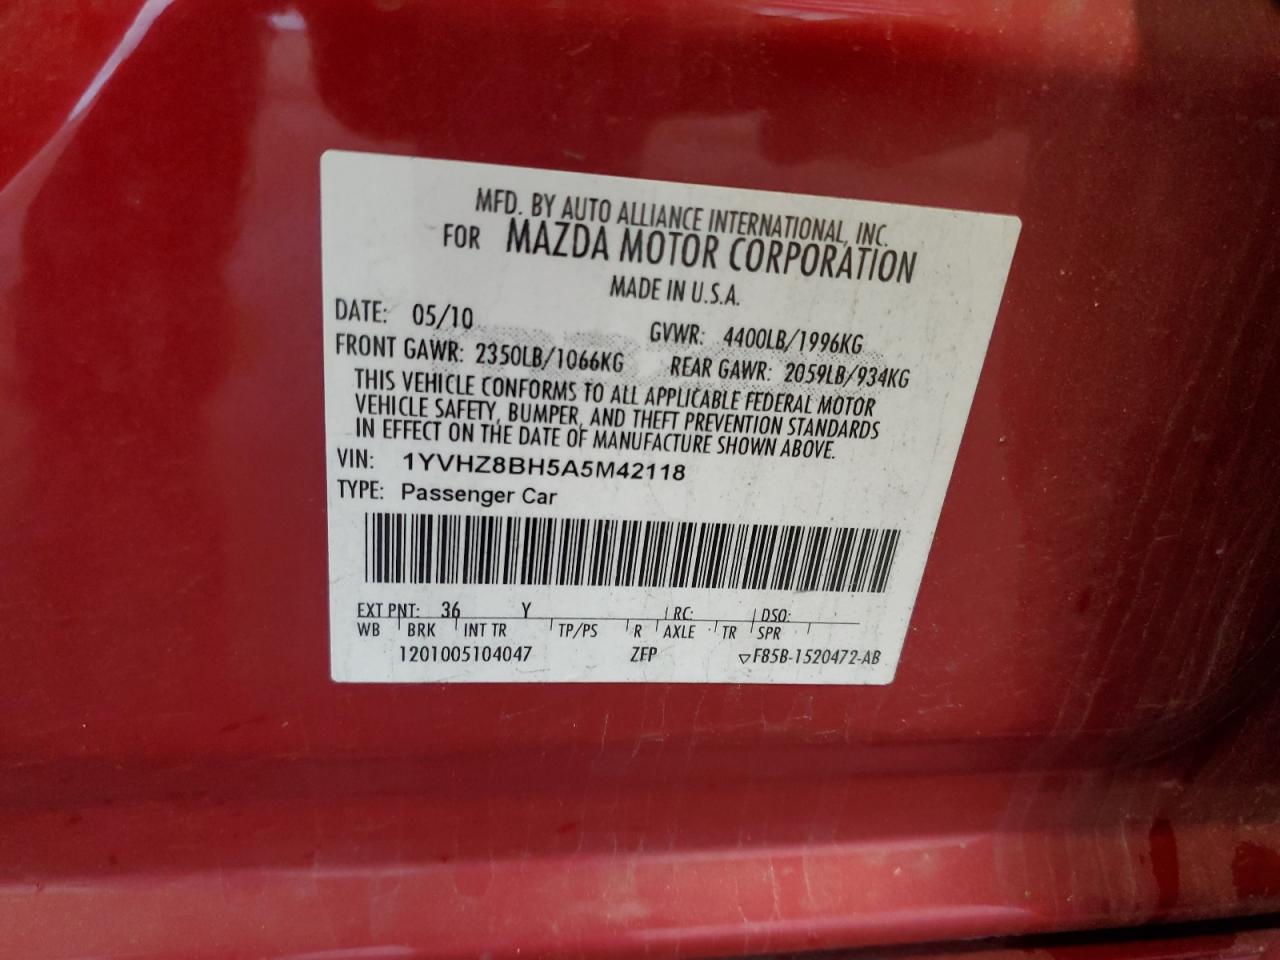 MFD. BY AUTO ALLIANCE INTERNATIONAL, INC.
FOR MAZDA MOTOR CORPORATION
MADE IN U.S.A.
DATE: 05/10 GVWR: 4400LB/1996KG
FRONT GAWR: 2350LB/1066KG REAR GAWR: 2059LB/934KG
THIS VEHICLE CONFORMS TO ALL APPLICABLE FEDERAL MOTOR
VEHICLE SAFETY, BUMPER, AND THEFT PREVENTION STANDARDS
IN EFFECT ON THE DATE OF MANUFACTURE SHOWN ABOVE.
VIN: 1YVHZ8BH5A5M42118
TYPE: Passenger Car
EXT PNT: 36 Y RC: DSO:
WB BRK INT TR TP/PS R AXLE TR SPR
1201005104047 ZFP ▽F85B-1520472-AB